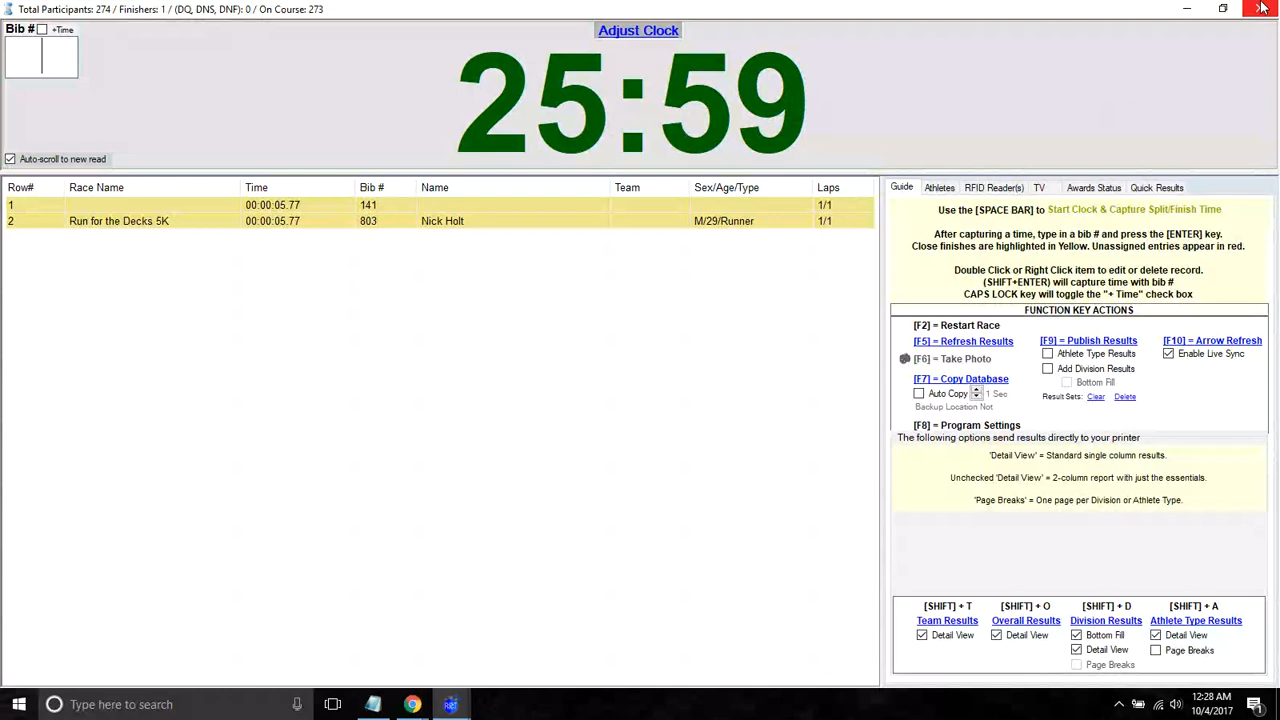 Total Participants: 274 / Finishers: 1 / (DQ, DNS, DNF): 0 / On Course: 273
Bib # +Time
Adjust Clock
25:59
Auto-scroll to new read
Row# Race Name Time Bib # Name Team Sex/Age/Type Laps
1 00:00:05.77 141 1/1
2 Run for the Decks 5K 00:00:05.77 803 Nick Holt M/29/Runner 1/1
Guide Athletes RFID Reader(s) TV Awards Status Quick Results
Use the [SPACE BAR] to Start Clock & Capture Split/Finish Time
After capturing a time, type in a bib # and press the [ENTER] key.
Close finishes are highlighted in Yellow. Unassigned entries appear in red.
Double Click or Right Click item to edit or delete record.
(SHIFT+ENTER) will capture time with bib #
CAPS LOCK key will toggle the "+ Time" check box
FUNCTION KEY ACTIONS
[F2] = Restart Race
[F5] = Refresh Results [F9] = Publish Results [F10] = Arrow Refresh
[F6] = Take Photo Athlete Type Results Enable Live Sync
Add Division Results
[F7] = Copy Database Bottom Fill
Auto Copy 1 Sec Result Sets: Clear Delete
Backup Location Not
[F8] = Program Settings
The following options send results directly to your printer
'Detail View' = Standard single column results.
Unchecked 'Detail View' = 2-column report with just the essentials.
'Page Breaks' = One page per Division or Athlete Type.
[SHIFT] + T [SHIFT] + O [SHIFT] + D [SHIFT] + A
Team Results Overall Results Division Results Athlete Type Results
Detail View Detail View Bottom Fill Detail View
Detail View Page Breaks
Page Breaks
Type here to search
12:28 AM
10/4/2017
1